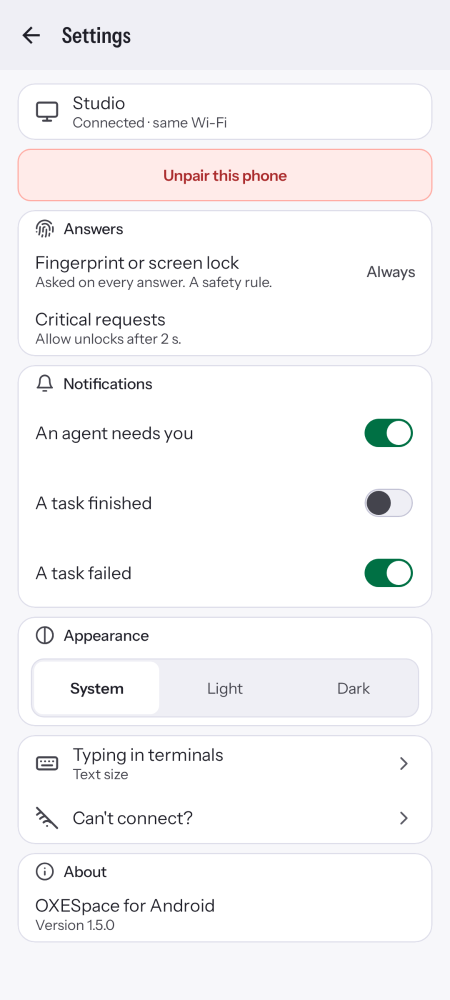 Settings
Studio
Connected · same Wi-Fi
Unpair this phone
Answers
Fingerprint or screen lock
Asked on every answer. A safety rule.
Always
Critical requests
Allow unlocks after 2 s.
Notifications
An agent needs you
A task finished
A task failed
Appearance
System
Light
Dark
Typing in terminals
Text size
Can't connect?
About
OXESpace for Android
Version 1.5.0